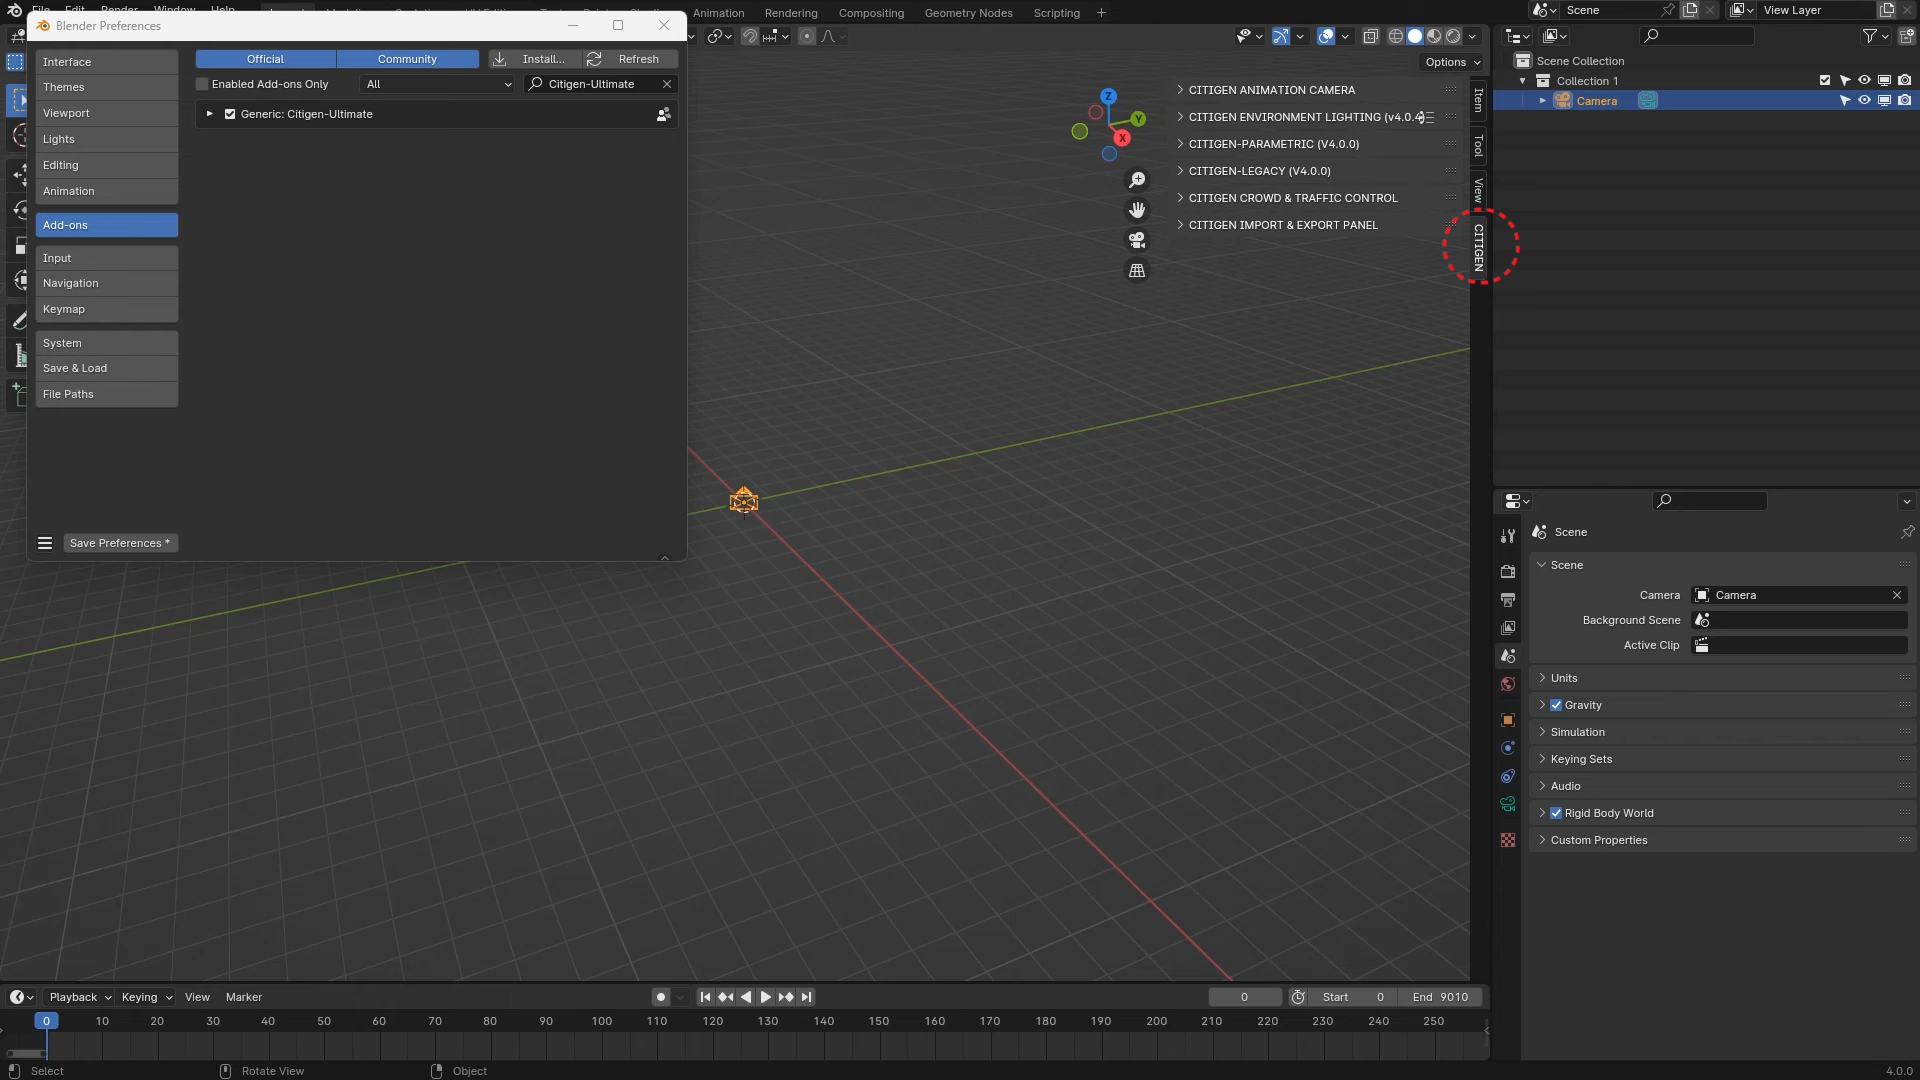 Blender Preferences
Animation
Rendering
Compositing
Geometry Nodes
Scripting
Scene
View Layer
Interface
Themes
Viewport
Lights
Editing
Animation
Add-ons
Input
Navigation
Keymap
System
Save & Load
File Paths
Save Preferences *
Official
Community
Install...
Refresh
Enabled Add-ons Only
All
Citigen-Ultimate
Generic: Citigen-Ultimate
Options
CITIGEN ANIMATION CAMERA
CITIGEN ENVIRONMENT LIGHTING (v4.0.4
CITIGEN-PARAMETRIC (V4.0.0)
CITIGEN-LEGACY (V4.0.0)
CITIGEN CROWD & TRAFFIC CONTROL
CITIGEN IMPORT & EXPORT PANEL
Z
Y
X
Item
Tool
View
CITIGEN
Scene Collection
Collection 1
Camera
Scene
Scene
Camera
Camera
Background Scene
Active Clip
Units
Gravity
Simulation
Keying Sets
Audio
Rigid Body World
Custom Properties
Playback
Keying
View
Marker
0
Start 0
End 9010
0 10 20 30 40 50 60 70 80 90 100 110 120 130 140 150 160 170 180 190 200 210 220 230 240 250
Select
Rotate View
Object
4.0.0